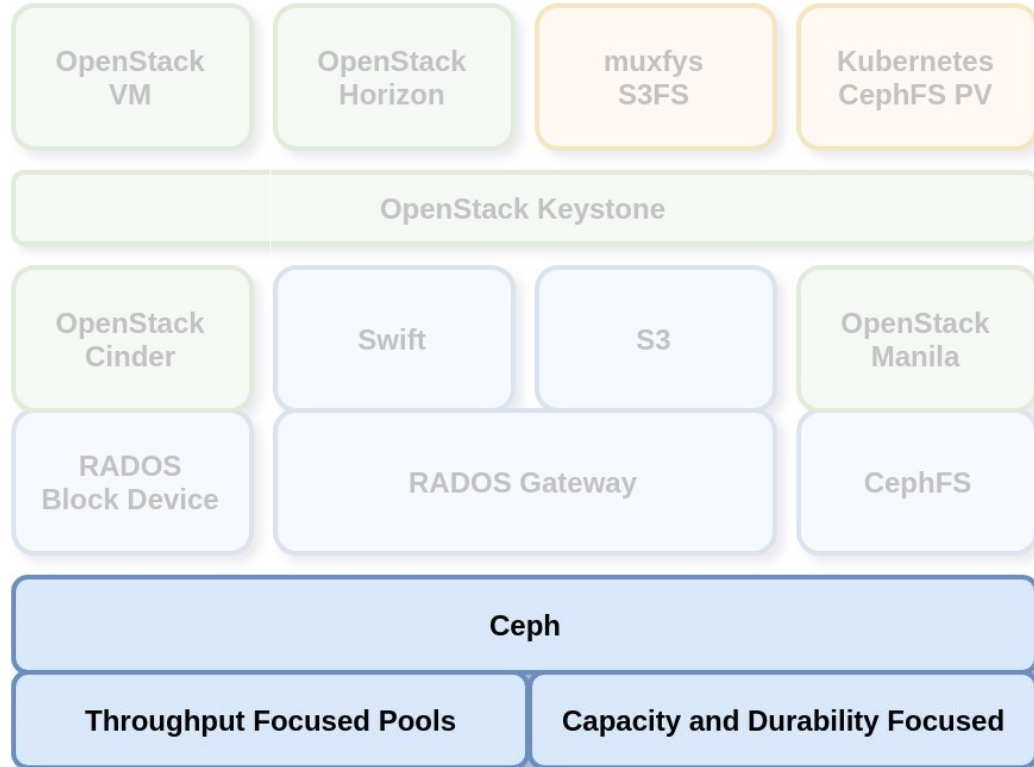 OpenStack
VM
OpenStack
Horizon
muxfys
S3FS
Kubernetes
CephFS PV
OpenStack Keystone
OpenStack
Cinder
Swift
S3
OpenStack
Manila
RADOS
Block Device
RADOS Gateway
CephFS
Ceph
Throughput Focused Pools
Capacity and Durability Focused